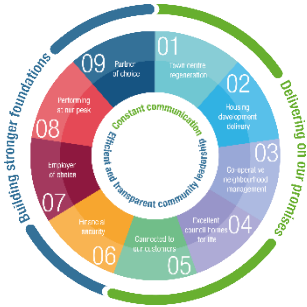 Building stronger foundations
Delivering on our promises
01
Town centre
regeneration
02
Housing
development
delivery
03
Co-operative
neighbourhood
management
04
Excellent
council homes
for life
05
Connected to
our customers
06
Financial
security
07
Employer
of choice
08
Performing
at our peak
09
Partner
of choice
Constant communication
Efficient and transparent community leadership